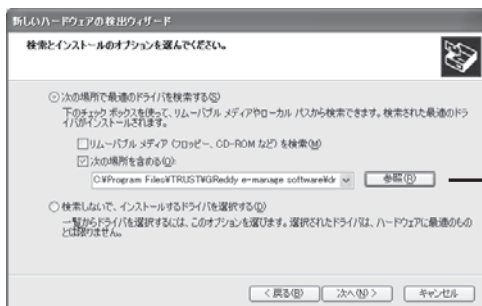 新しいハードウェアの検出ウィザード
検索とインストールのオプションを選んでください。
次の場所で最適のドライバを検索する(S)
下のチェック ボックスを使って、リムーバブル メディアやローカル パスから検索できます。検索された最適のドラ
イバがインストールされます。
リムーバブル メディア (フロッピー、CD-ROM など) を検索(M)
次の場所を含める(O):
C:¥Program Files¥TRUST¥GReddy e-manage software¥dr
参照(R)
検索しないで、インストールするドライバを選択する(D)
一覧からドライバを選択するには、このオプションを選びます。選択されたドライバは、ハードウェアに最適のもの
とは限りません。
< 戻る(B)
次へ(N) >
キャンセル